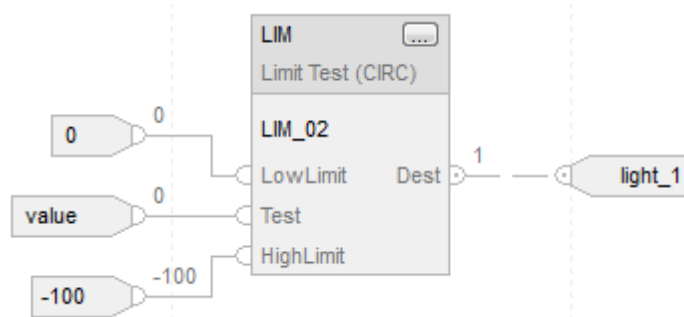 LIM
...
Limit Test (CIRC)
0
0
LIM_02
LowLimit
Dest
1
light_1
value
0
Test
HighLimit
-100
-100